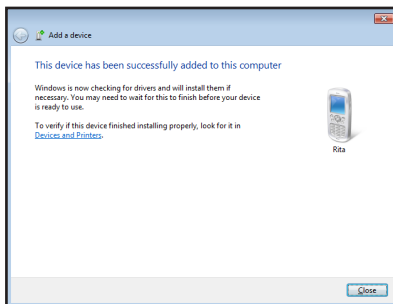 Add a device
This device has been successfully added to this computer
Windows is now checking for drivers and will install them if
necessary. You may need to wait for this to finish before your device
is ready to use.
To verify if this device finished installing properly, look for it in
Devices and Printers.
Rita
Close